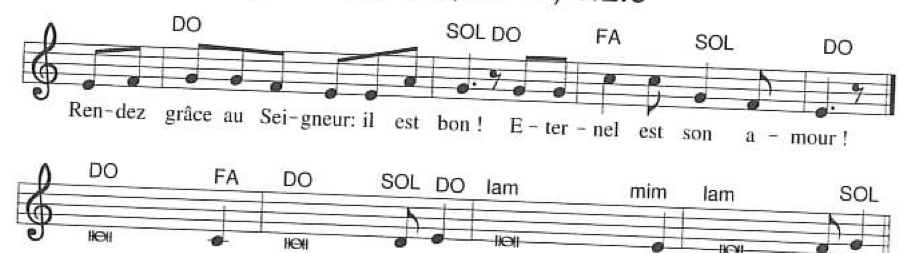 DO SOL DO FA SOL DO
Ren-dez grâce au Sei-gneur: il est bon ! E - ter - nel est son a - mour !
DO FA DO SOL DO lam mim lam SOL